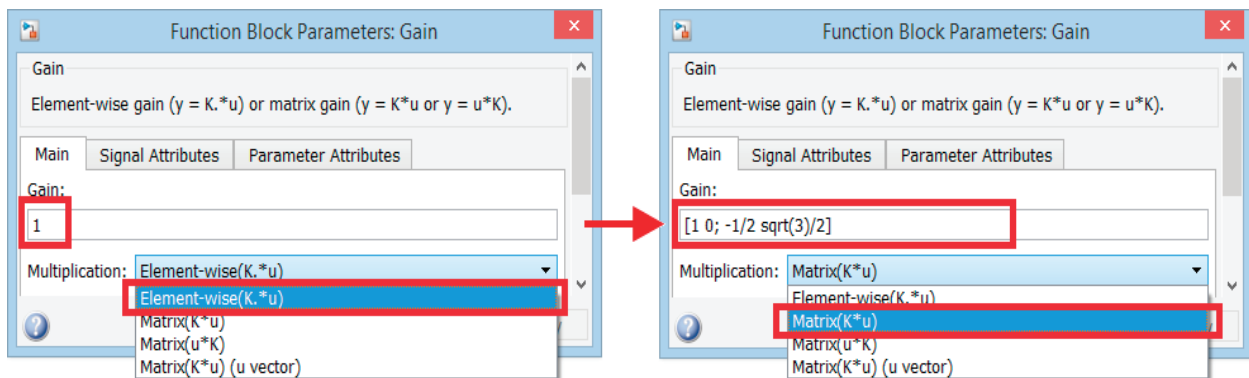 Function Block Parameters: Gain
Gain
Element-wise gain (y = K.*u) or matrix gain (y = K*u or y = u*K).
Main Signal Attributes Parameter Attributes
Gain:
1
Multiplication: Element-wise(K.*u)
Element-wise(K.*u)
Matrix(K*u)
Matrix(u*K)
Matrix(K*u) (u vector)
Function Block Parameters: Gain
Gain
Element-wise gain (y = K.*u) or matrix gain (y = K*u or y = u*K).
Main Signal Attributes Parameter Attributes
Gain:
[1 0; -1/2 sqrt(3)/2]
Multiplication: Matrix(K*u)
Element-wise(K.*u)
Matrix(K*u)
Matrix(u*K)
Matrix(K*u) (u vector)